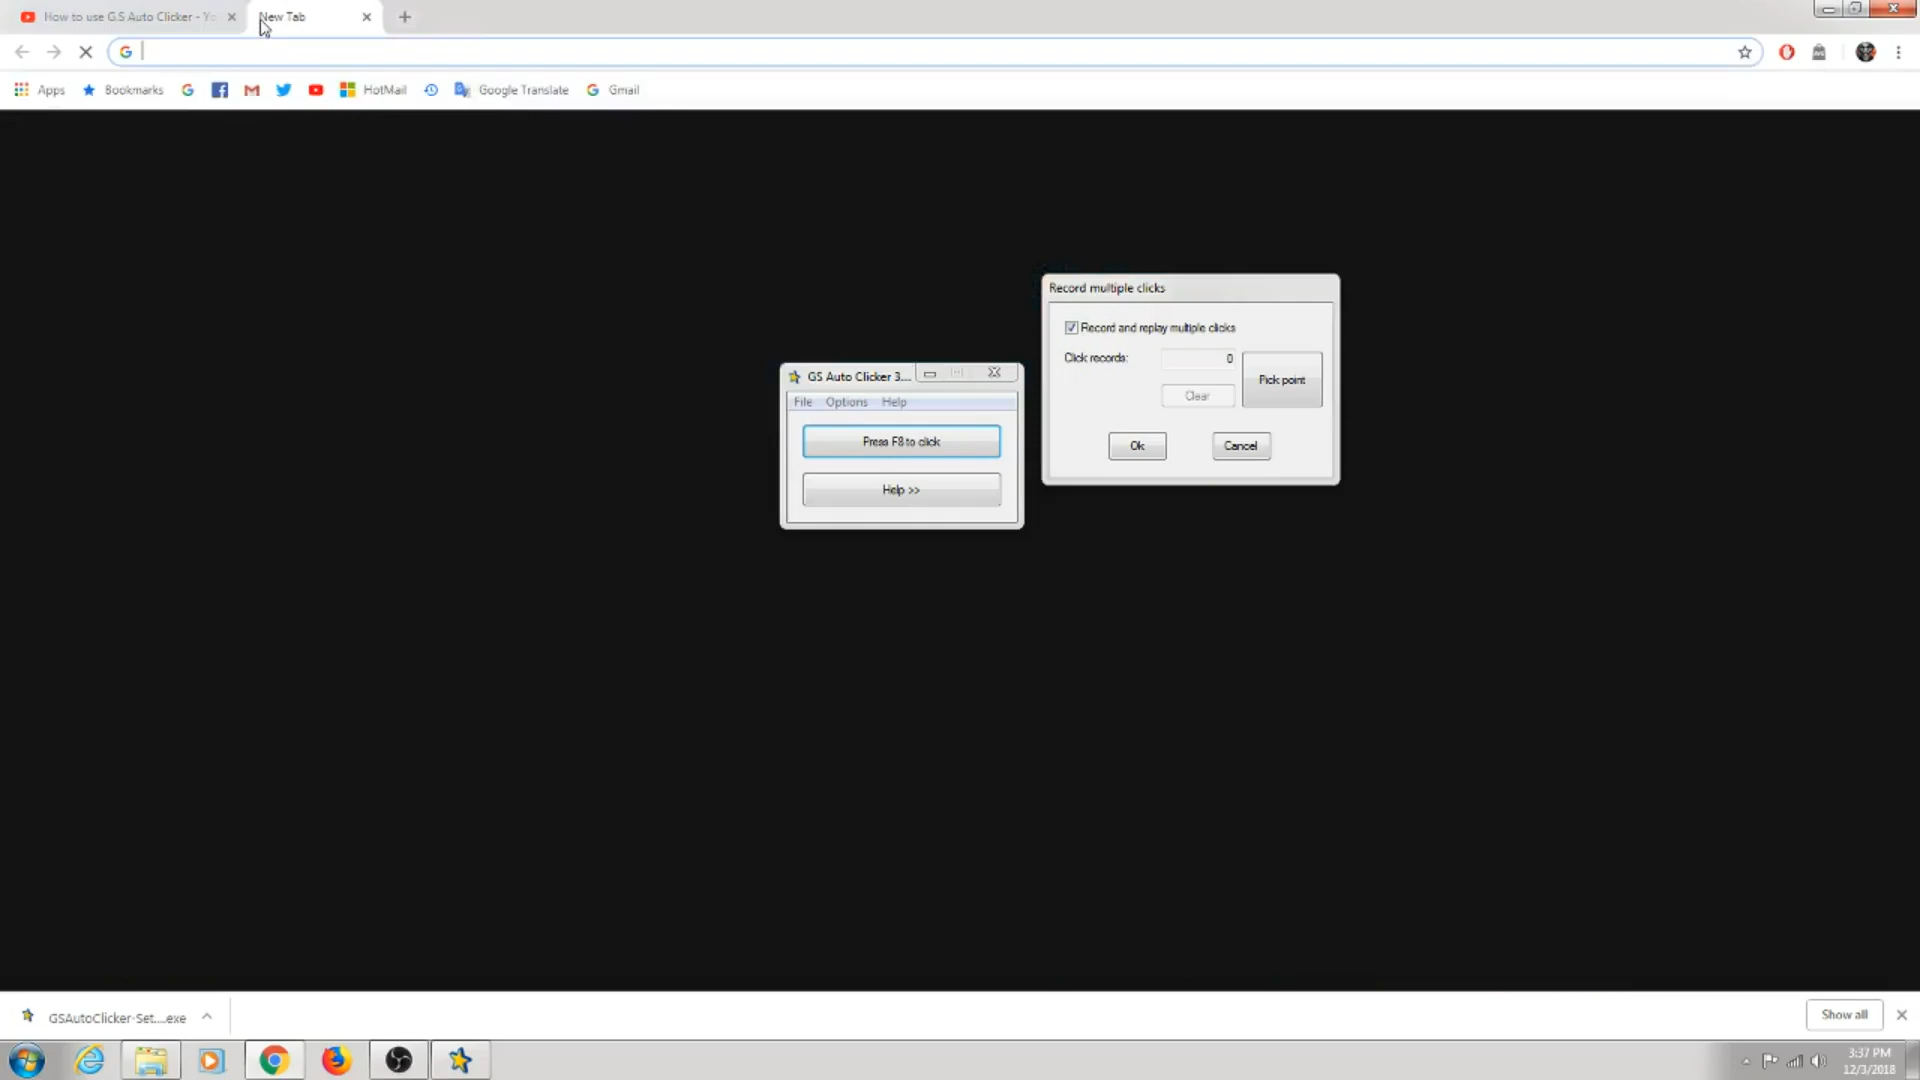 How to use G.S Auto Clicker - Yo
New Tab
Apps
Bookmarks
HotMail
Google Translate
Gmail
Record multiple clicks
Record and replay multiple clicks
Click records:
0
Pick point
Clear
Ok
Cancel
GS Auto Clicker 3....
File
Options
Help
Press F8 to click
Help >>
GSAutoClicker-Set....exe
Show all
3:37 PM
12/3/2018